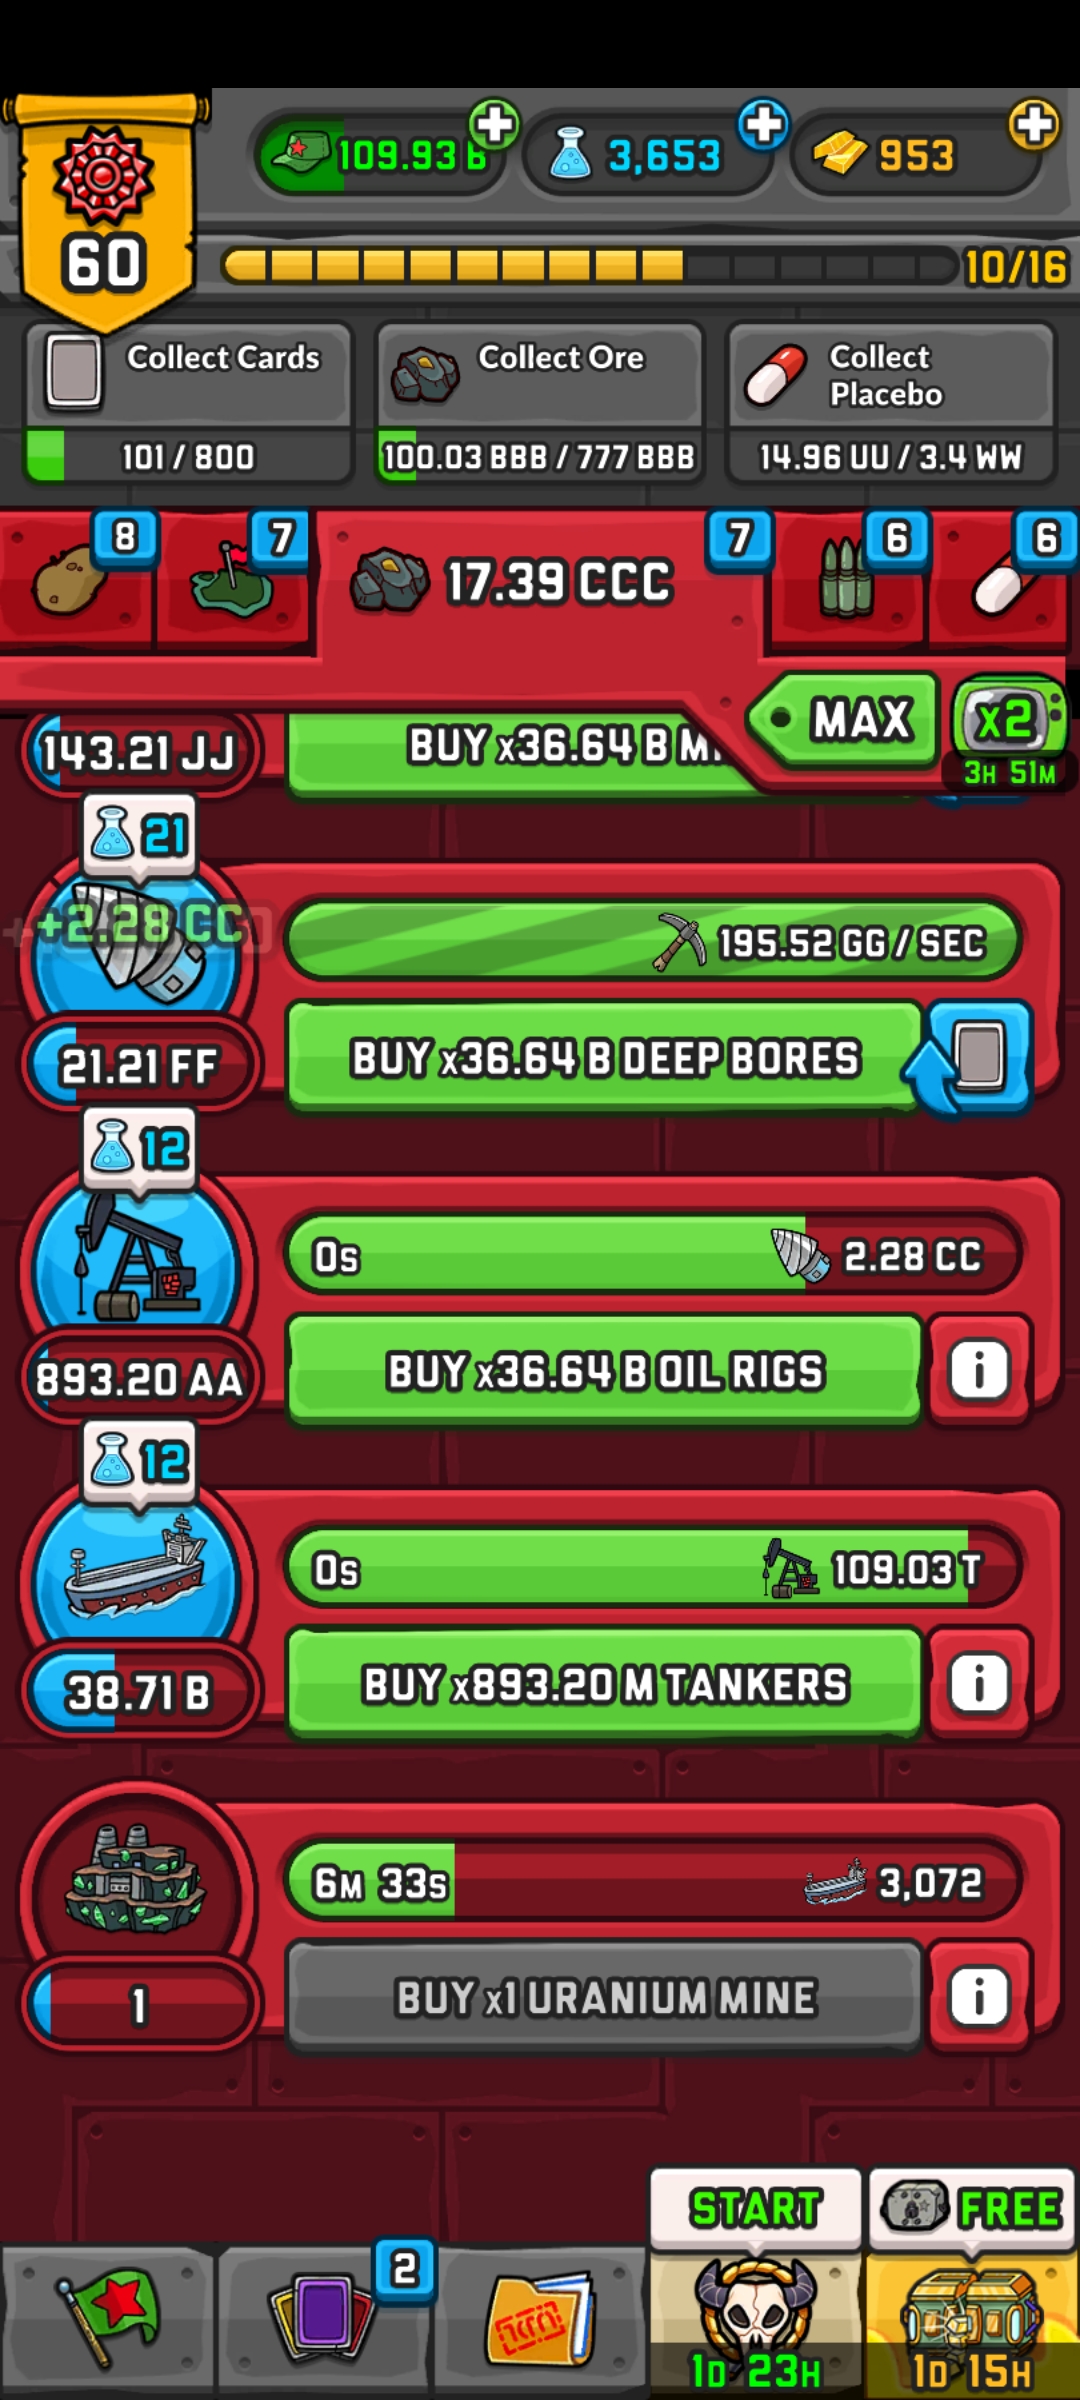 109.93 B
3,653
953
60
10/16
Collect Cards
101 / 800
Collect Ore
100.03 BBB / 777 BBB
Collect
Placebo
14.96 UU / 3.4 WW
8
7
17.39 CCC
7
6
6
MAX
x2
3H 51M
143.21 JJ
BUY x36.64 B
21
+2.28 CC
195.52 GG / SEC
21.21 FF
BUY x36.64 B DEEP BORES
12
0s
2.28 CC
893.20 AA
BUY x36.64 B OIL RIGS
12
0s
109.03 T
38.71 B
BUY x893.20 M TANKERS
6M 33s
3,072
1
BUY x1 URANIUM MINE
START
FREE
2
1D 23H
1D 15H